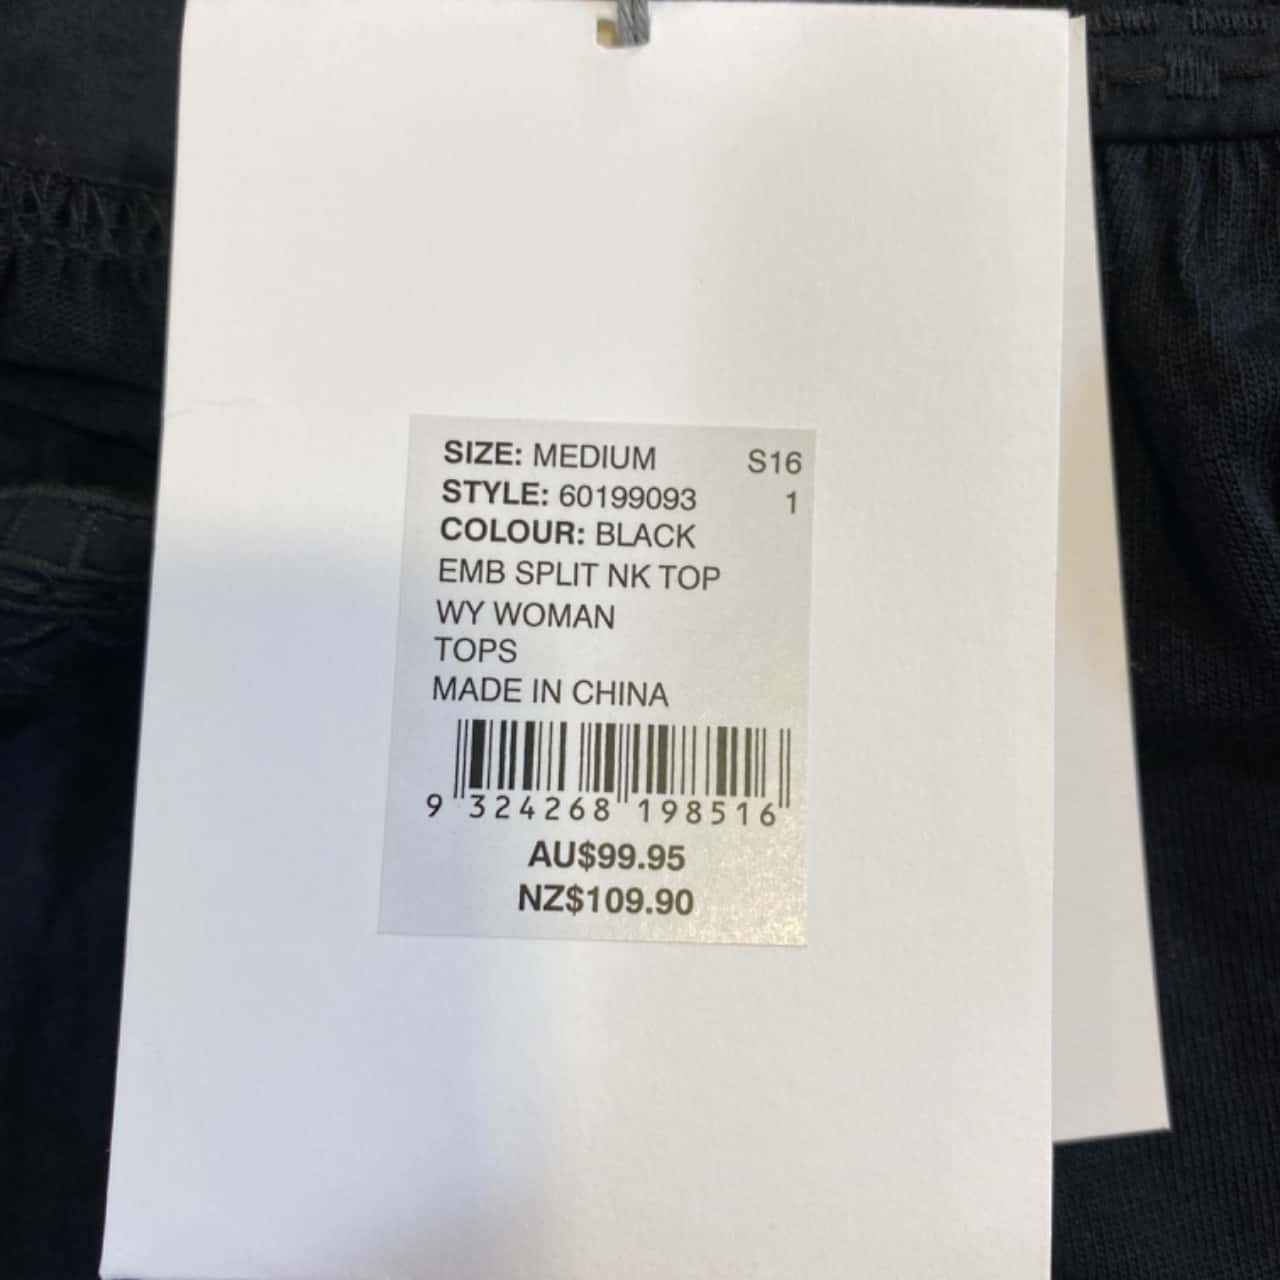 SIZE: MEDIUM S16
STYLE: 60199093 1
COLOUR: BLACK
EMB SPLIT NK TOP
WY WOMAN
TOPS
MADE IN CHINA
9 324268 198516
AU$99.95
NZ$109.90